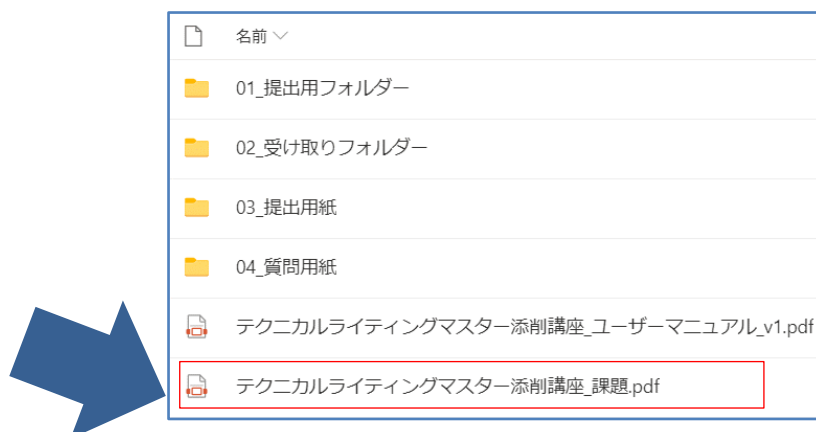 名前
01_提出用フォルダー
02_受け取りフォルダー
03_提出用紙
04_質問用紙
テクニカルライティングマスター添削講座_ユーザーマニュアル_v1.pdf
テクニカルライティングマスター添削講座_課題.pdf